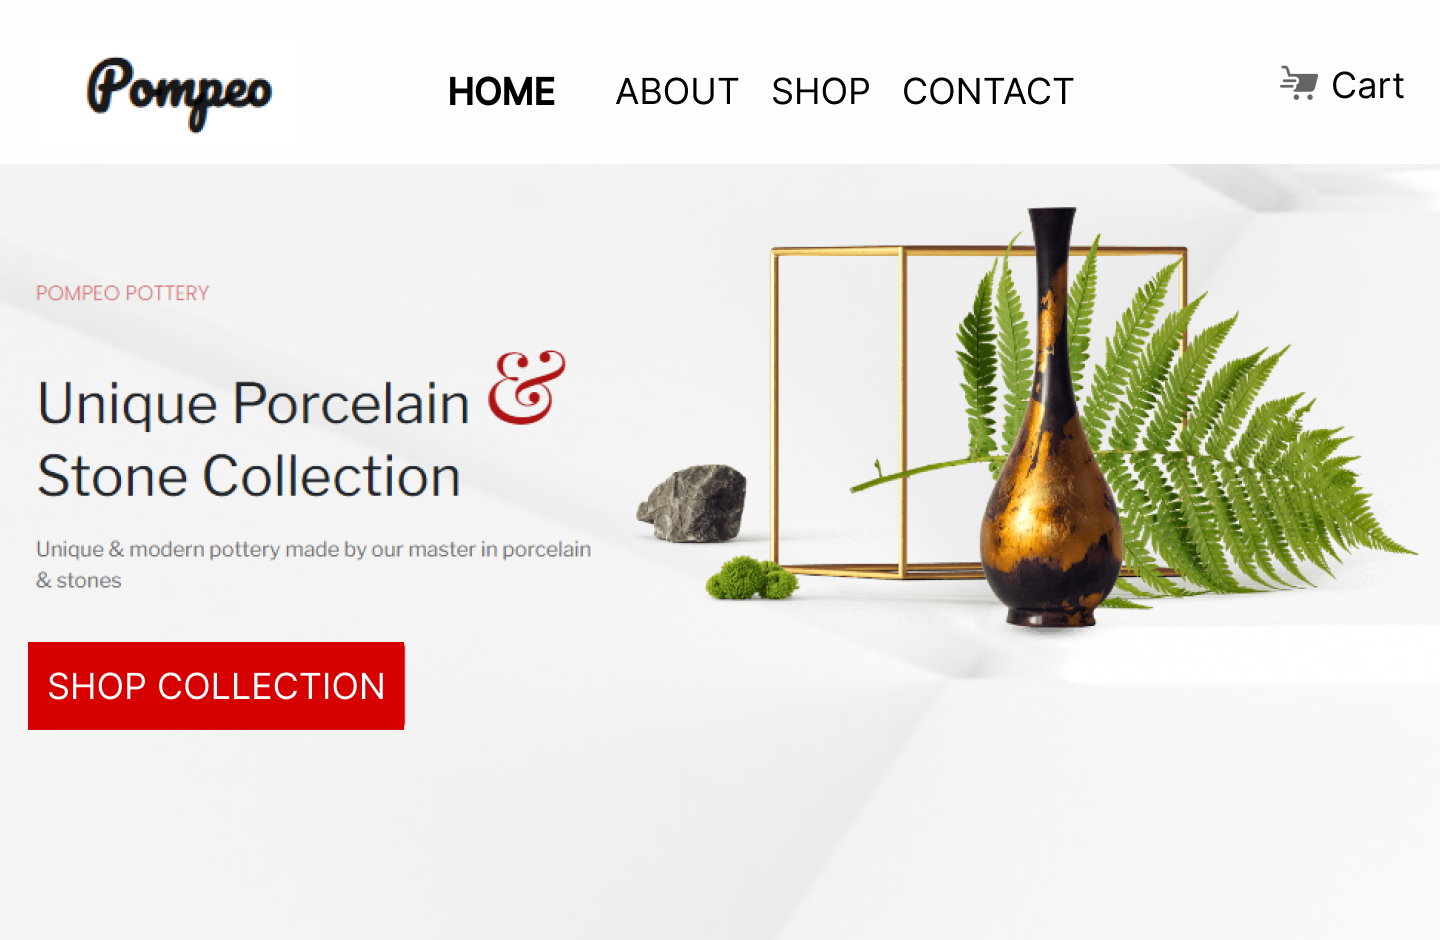 Pompeo
HOME ABOUT SHOP CONTACT
Cart
POMPEO POTTERY
Unique Porcelain &
Stone Collection
Unique & modern pottery made by our master in porcelain
& stones
SHOP COLLECTION